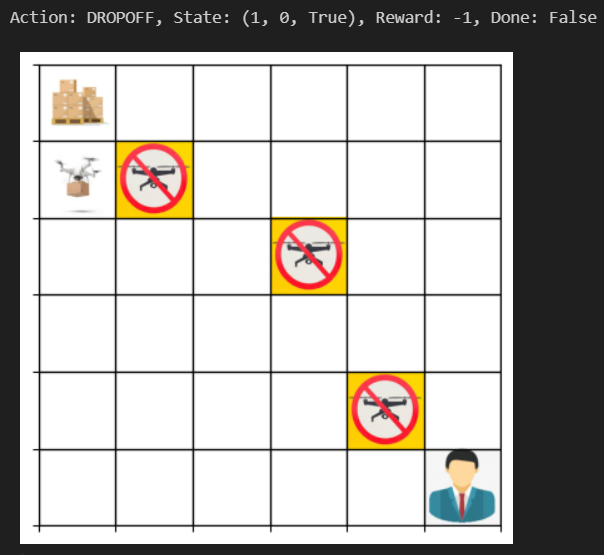 Action: DROPOFF, State: (1, 0, True), Reward: -1, Done: False